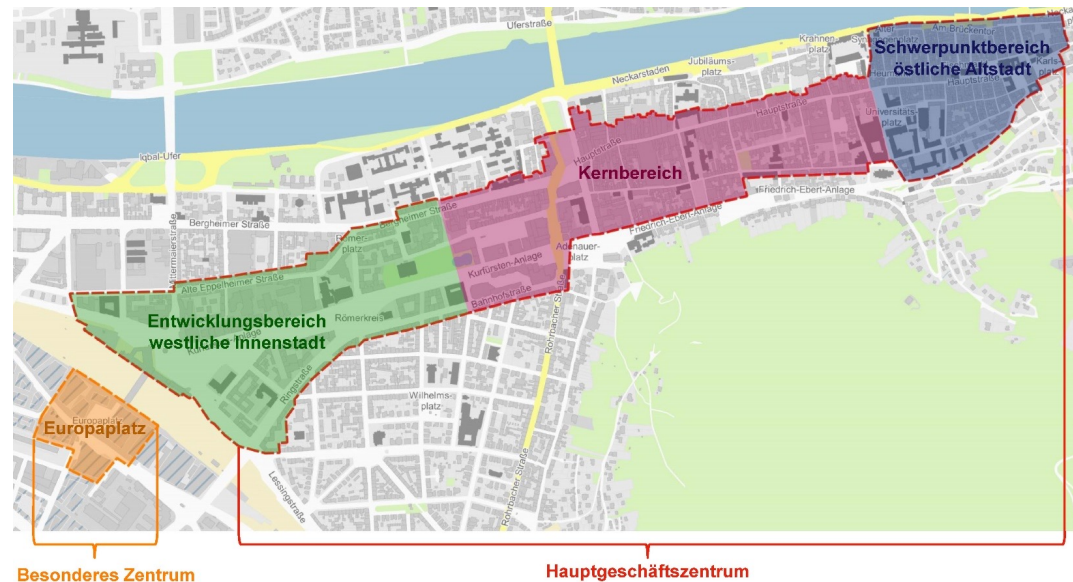 Uferstraße
Neckarstaden
Jubiläums-
platz
Krahnen-
platz
Am Brückentor
Schwerpunktbereich
östliche Altstadt
Karls-
platz
Hauptstraße
Universitäts-
platz
Hauptstraße
Hauptstraße
Kernbereich
Iqbal-Ufer
Bergheimer Straße
Bergheimer Straße
Römer-
platz
Mittermaierstraße
Alte Eppelheimer Straße
Kurfürsten-Anlage
Bahnhofstraße
Adenauer-
platz
Friedrich-Ebert-Anlage
Friedrich-Ebert-Anlage
Entwicklungsbereich
westliche Innenstadt
Römerkreis
Ringstraße
Rohrbacher Straße
Wilhelms-
platz
Europaplatz
Lessingstraße
Rohrbacher Straße
Besonderes Zentrum
Hauptgeschäftszentrum